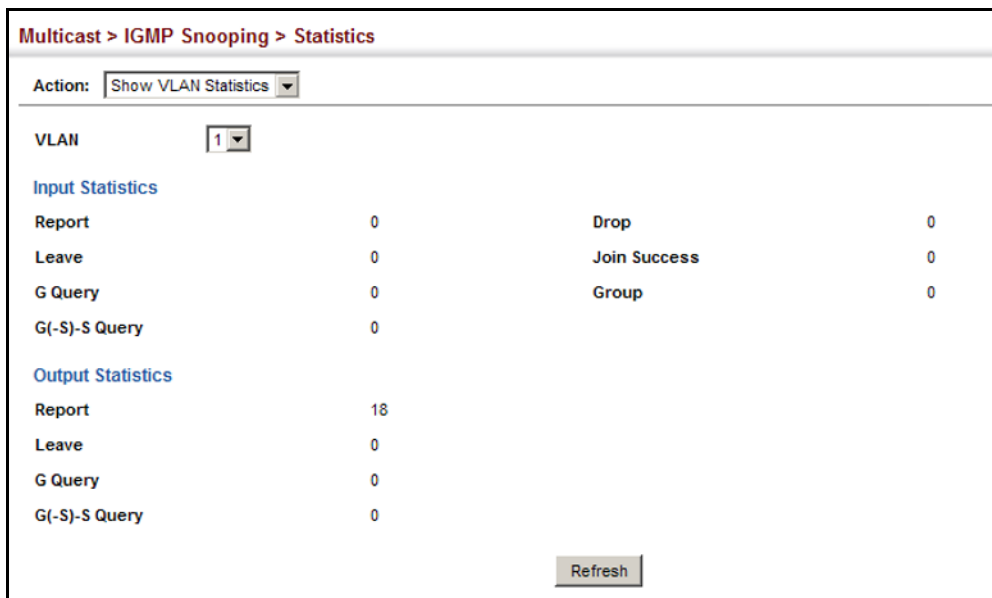 Multicast > IGMP Snooping > Statistics
Action: Show VLAN Statistics
VLAN 1
Input Statistics
Report 0 Drop 0
Leave 0 Join Success 0
G Query 0 Group 0
G(-S)-S Query 0
Output Statistics
Report 18
Leave 0
G Query 0
G(-S)-S Query 0
Refresh